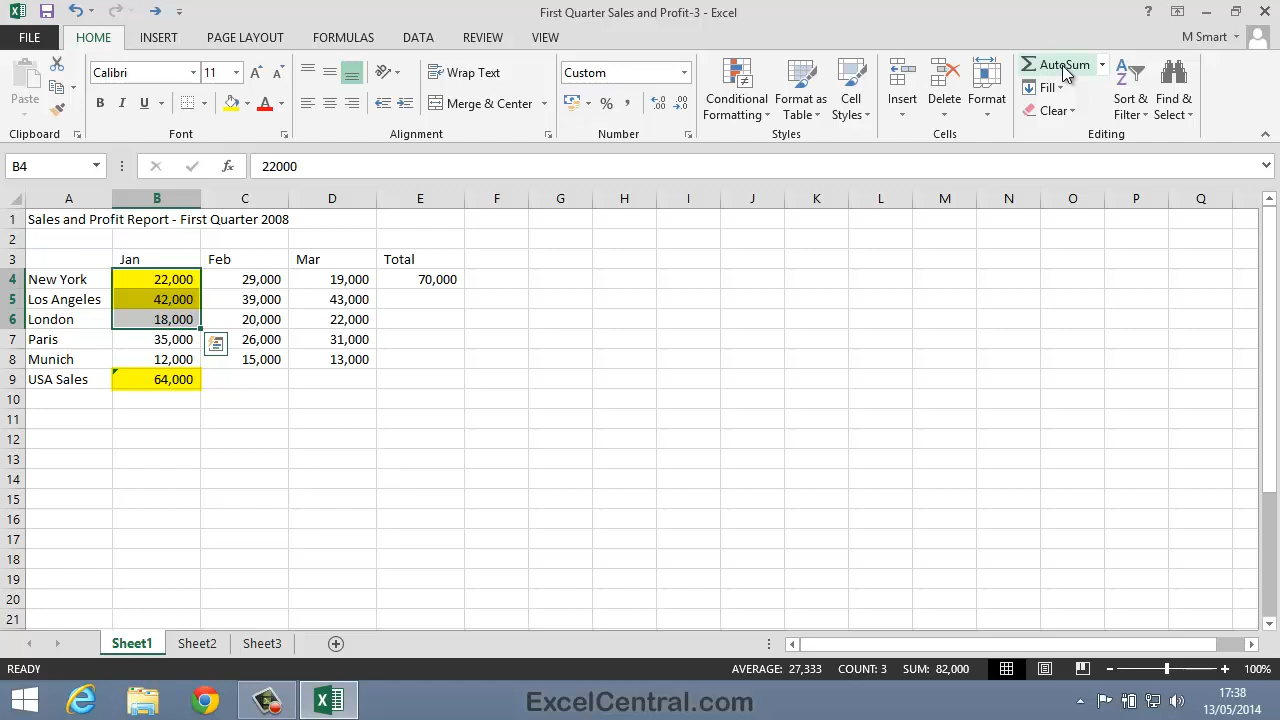 First Quarter Sales and Profit-3 - Excel
FILE HOME INSERT PAGE LAYOUT FORMULAS DATA REVIEW VIEW M Smart
Paste Calibri 11 Wrap Text Custom Conditional Formatting Format as Table Cell Styles Insert Delete Format AutoSum
B I U Merge & Center % , Fill Sort & Filter Find & Select
Clear
Clipboard Font Alignment Number Styles Cells Editing
B4 fx 22000
A B C D E F G H I J K L M N O P Q
1 Sales and Profit Report - First Quarter 2008
2
3 Jan Feb Mar Total
4 New York 22,000 29,000 19,000 70,000
5 Los Angeles 42,000 39,000 43,000
6 London 18,000 20,000 22,000
7 Paris 35,000 26,000 31,000
8 Munich 12,000 15,000 13,000
9 USA Sales 64,000
10
11
12
13
14
15
16
17
18
19
20
21
Sheet1 Sheet2 Sheet3
READY AVERAGE: 27,333 COUNT: 3 SUM: 82,000 100%
ExcelCentral.com
17:38
13/05/2014